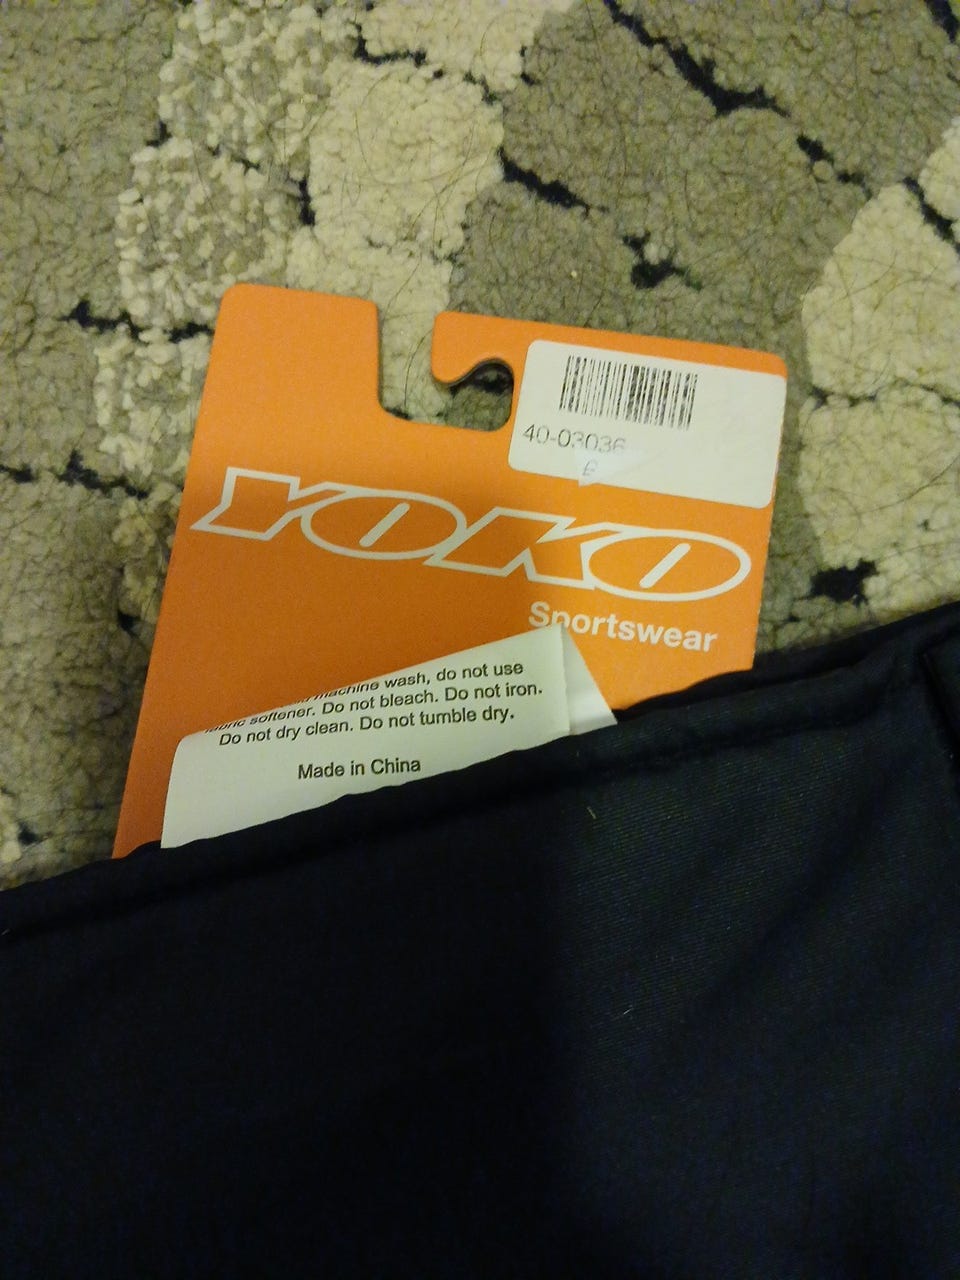 40-03036
€
YOKO
Sportswear
machine wash, do not use
fabric softener. Do not bleach. Do not iron.
Do not dry clean. Do not tumble dry.
Made in China